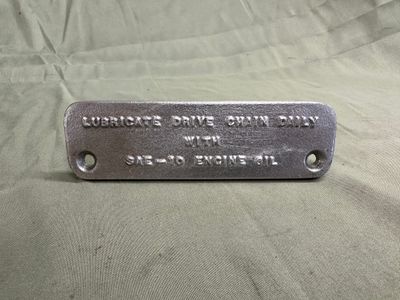 LUBRICATE DRIVE CHAIN DAILY
WITH
SAE-30 ENGINE OIL